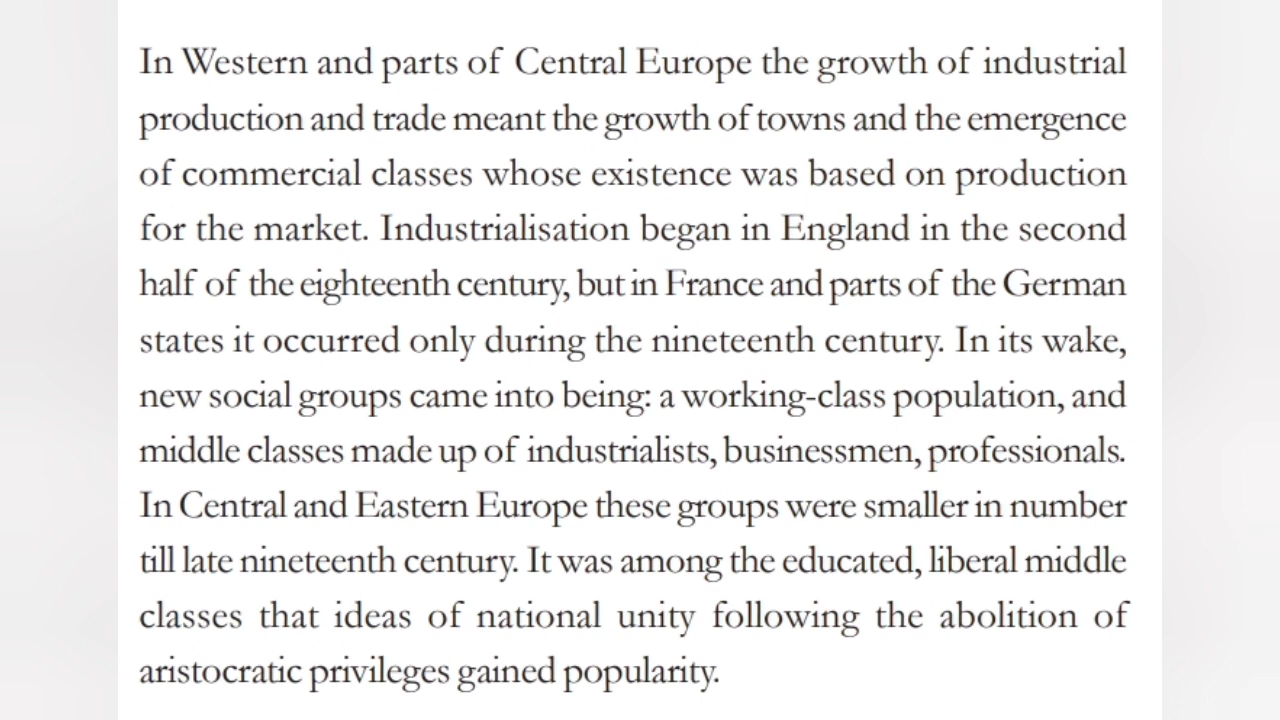 In Western and parts of Central Europe the growth of industrial
production and trade meant the growth of towns and the emergence
of commercial classes whose existence was based on production
for the market. Industrialisation began in England in the second
half of the eighteenth century, but in France and parts of the German
states it occurred only during the nineteenth century. In its wake,
new social groups came into being: a working-class population, and
middle classes made up of industrialists, businessmen, professionals.
In Central and Eastern Europe these groups were smaller in number
till late nineteenth century. It was among the educated, liberal middle
classes that ideas of national unity following the abolition of
aristocratic privileges gained popularity.